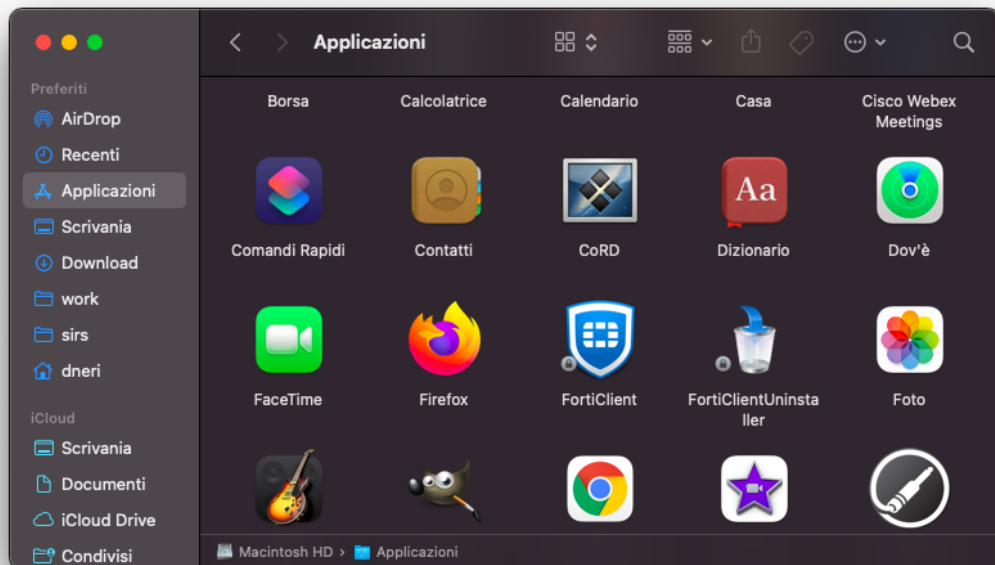 Applicazioni
Preferiti
AirDrop
Recenti
Applicazioni
Scrivania
Download
work
sirs
dneri
iCloud
Scrivania
Documenti
iCloud Drive
Condivisi
Borsa
Calcolatrice
Calendario
Casa
Cisco Webex
Meetings
Aa
Comandi Rapidi
Contatti
CoRD
Dizionario
Dov'è
FaceTime
Firefox
FortiClient
FortiClientUninsta
ller
Foto
Macintosh HD › Applicazioni